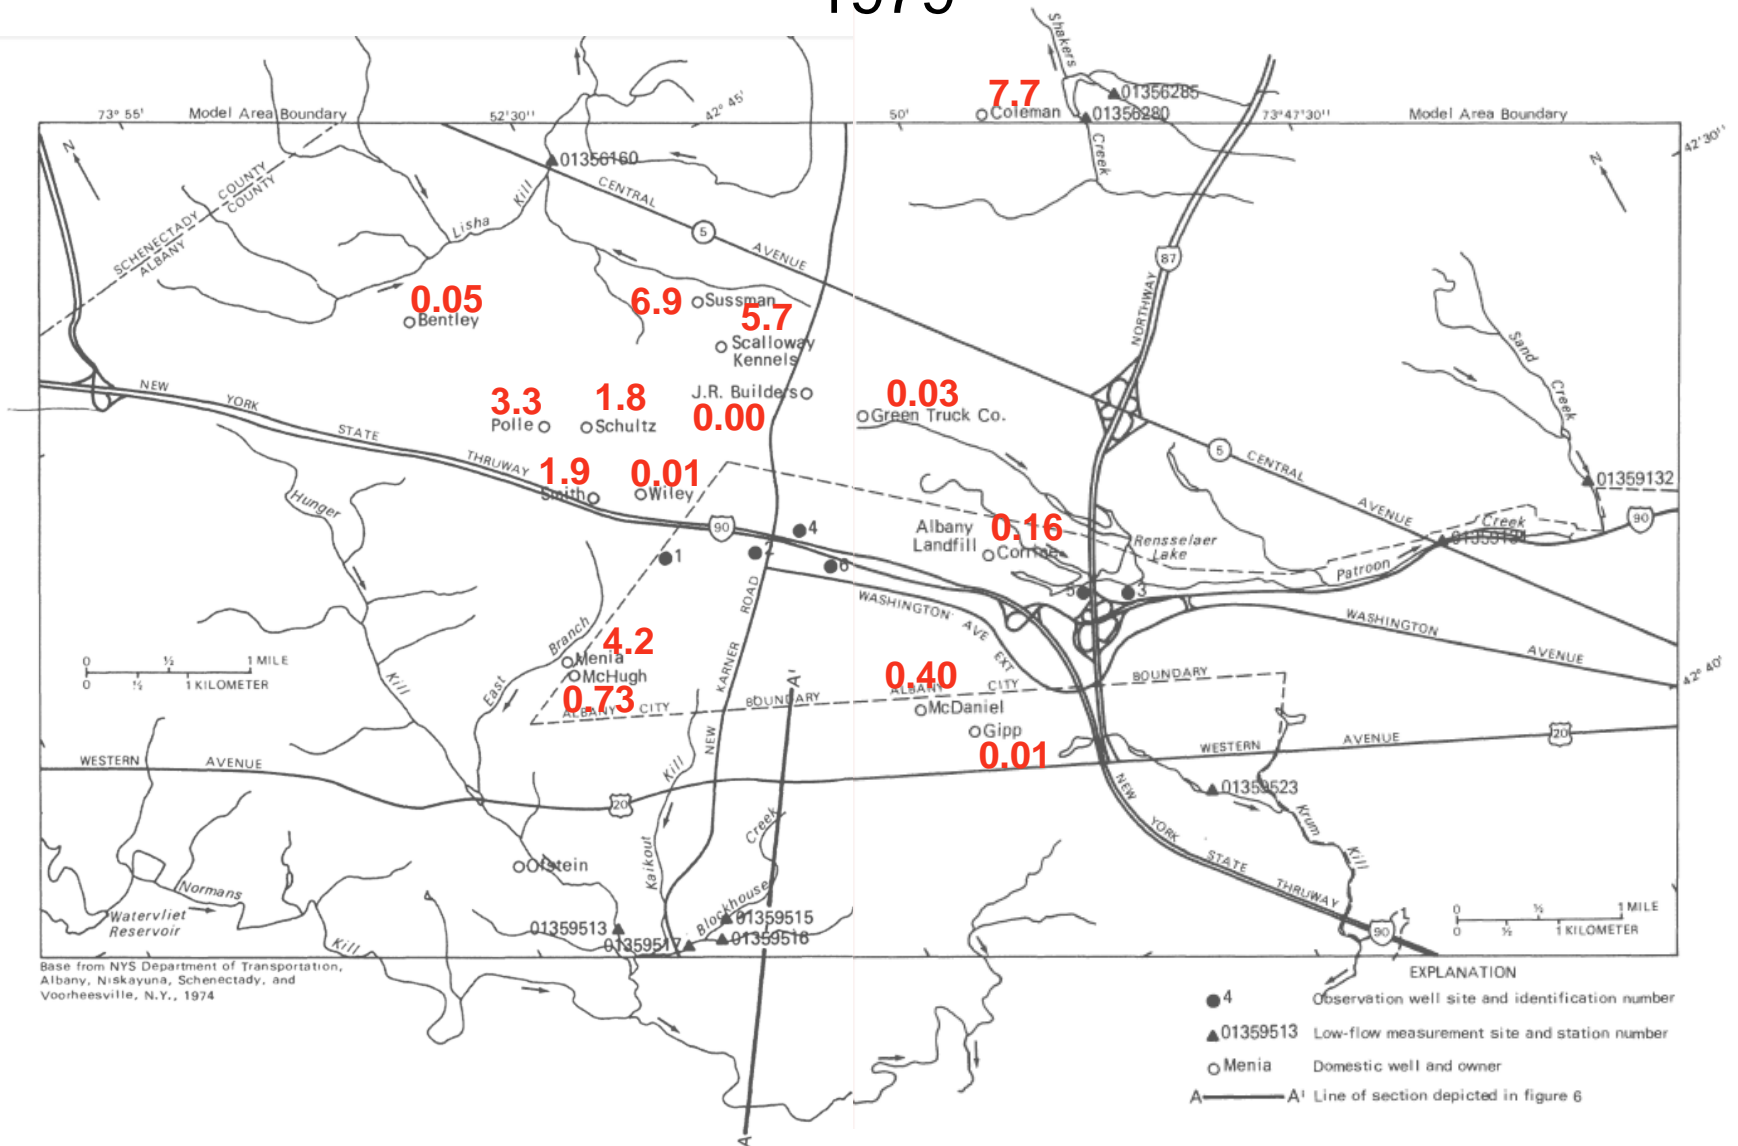 1979
73° 55'
Model Area Boundary
52'30''
42° 45'
50'
73°47'30''
Model Area Boundary
42°30''
Shakers
Creek
7.7
Coleman
01356285
01356280
N
N
SCHENECTADY COUNTY
ALBANY COUNTY
01356160
Lisha Kill
CENTRAL
5
AVENUE
87
NORTHWAY
0.05
Bentley
6.9
Sussman
5.7
Scalloway
Kennels
J.R. Builders
0.00
0.03
Green Truck Co.
3.3
Polle
1.8
Schultz
1.9
Smith
0.01
Wiley
NEW YORK STATE THRUWAY
90
Sand
Creek
5
CENTRAL
AVENUE
01359132
90
Creek
Patroon
Hunger
Kill
1
2
4
6
Albany
Landfill
0.16
Rensselaer
Lake
5
3
WASHINGTON AVE EXT
WASHINGTON
AVENUE
42° 40'
0 ½ 1 MILE
0 ½ 1 KILOMETER
East Branch
4.2
Menia
McHugh
0.73
ALBANY CITY BOUNDARY
NEW KARNER ROAD
A'
0.40
ALBANY CITY BOUNDARY
McDaniel
Gipp
0.01
WESTERN AVENUE
20
WESTERN AVENUE
20
01359523
Krum
Kill
NEW YORK STATE THRUWAY
90
Kaikout Kill
Blockhouse Creek
Ofstein
Normans
Kill
Watervliet
Reservoir
01359513
01359515
01359517
01359516
0 ½ 1 MILE
0 ½ 1 KILOMETER
Base from NYS Department of Transportation,
Albany, Niskayuna, Schenectady, and
Voorheesville, N.Y., 1974
A
EXPLANATION
4 Observation well site and identification number
01359513 Low-flow measurement site and station number
Menia Domestic well and owner
A A' Line of section depicted in figure 6